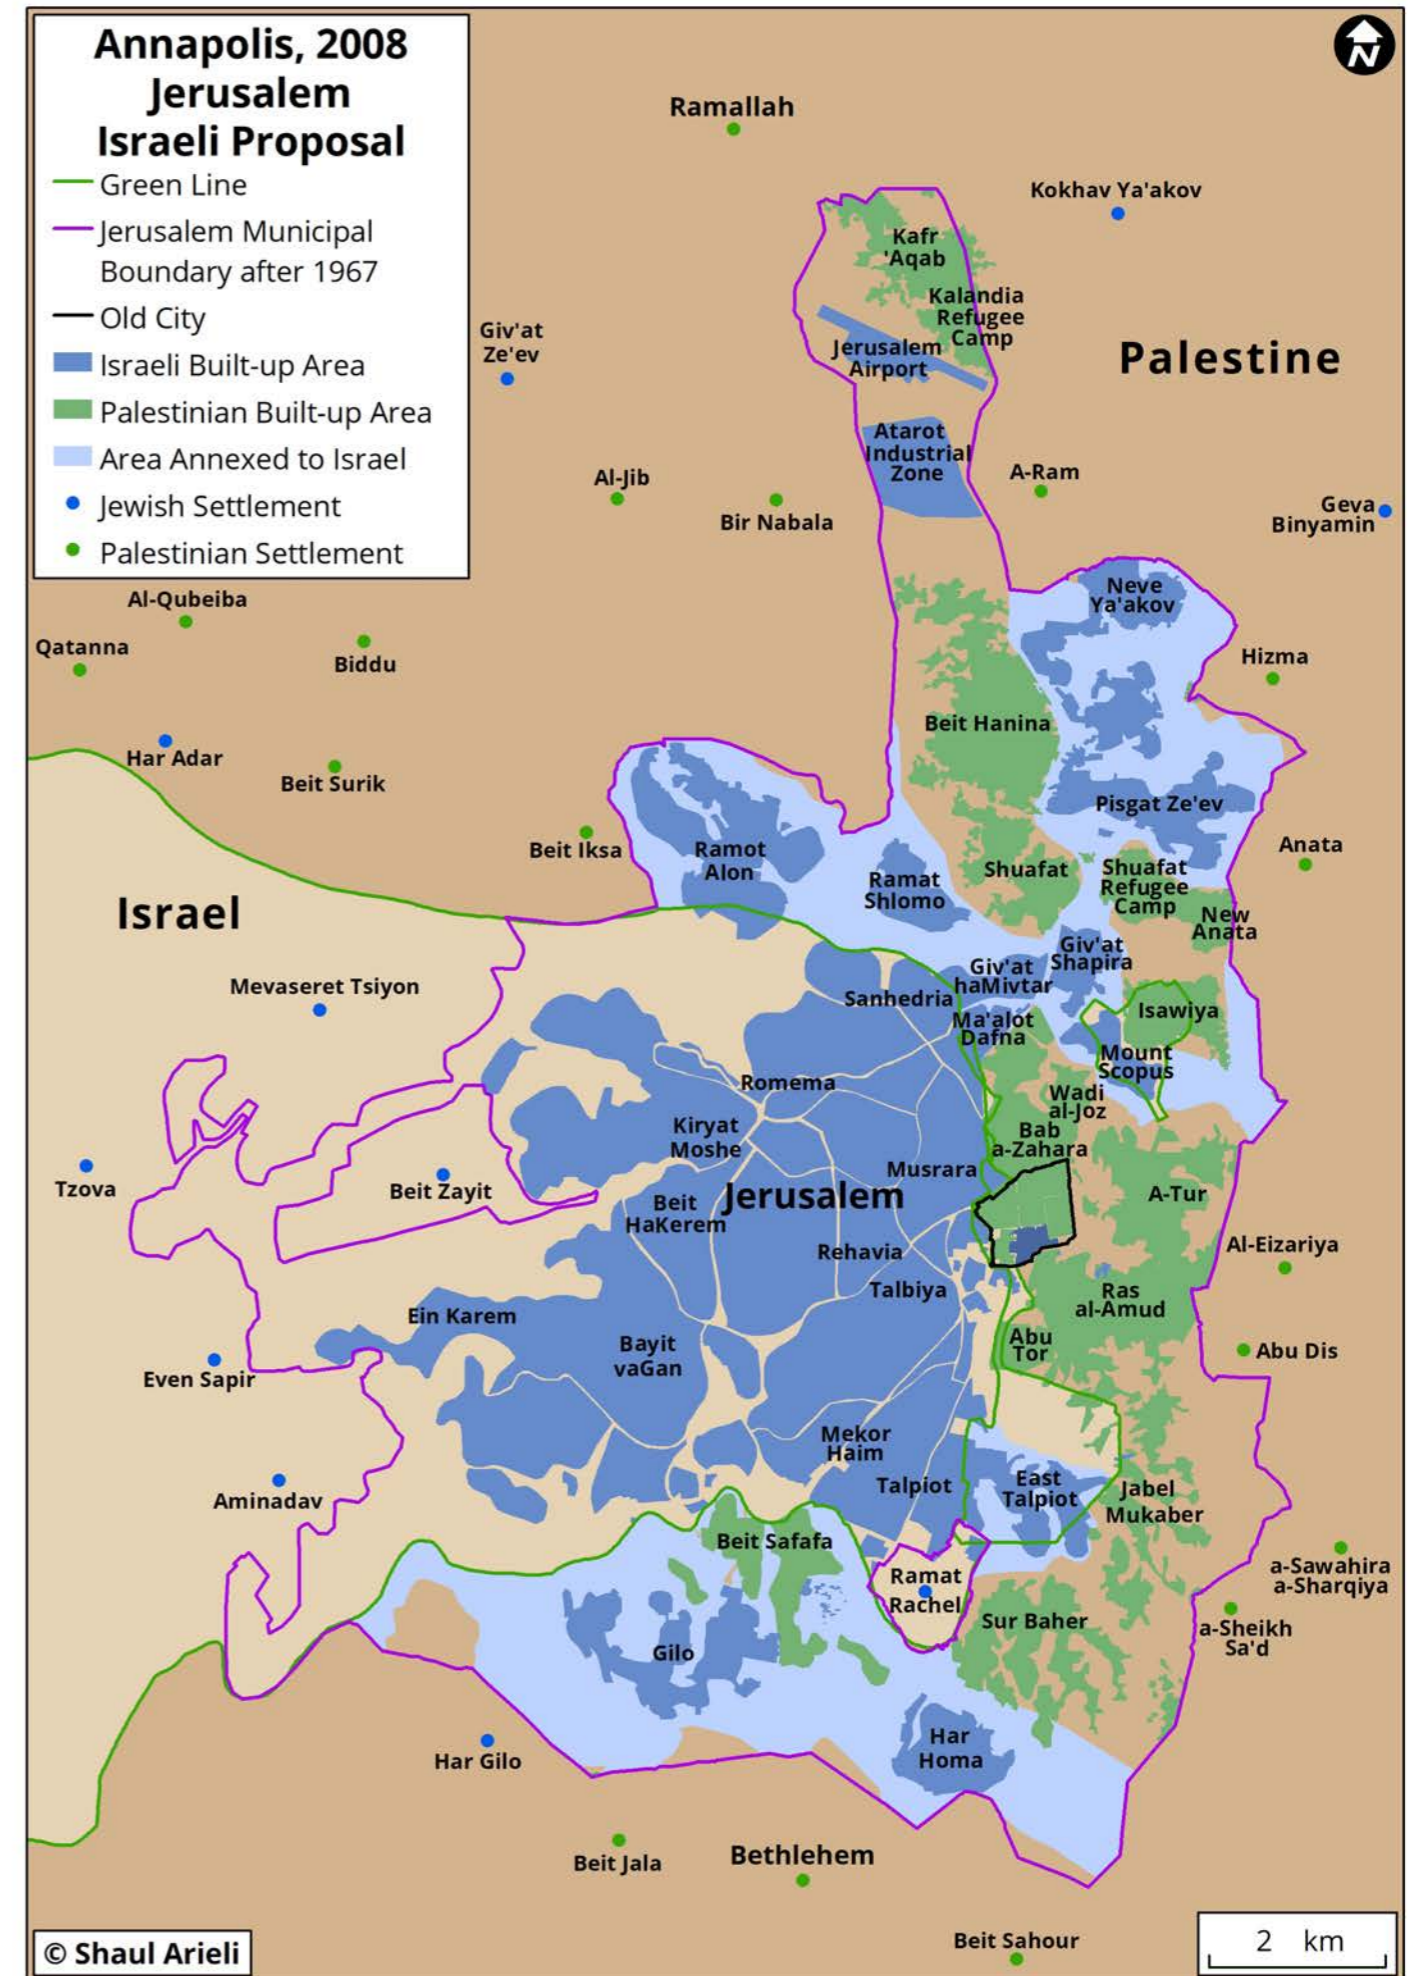 Annapolis, 2008
Jerusalem
Israeli Proposal
Green Line
Jerusalem Municipal
Boundary after 1967
Old City
Israeli Built-up Area
Palestinian Built-up Area
Area Annexed to Israel
Jewish Settlement
Palestinian Settlement
N
Ramallah
Kokhav Ya'akov
Kafr
'Aqab
Kalandia
Refugee
Camp
Giv'at
Ze'ev
Jerusalem
Airport
Palestine
Atarot
Industrial
Zone
Al-Jib
A-Ram
Bir Nabala
Geva
Binyamin
Al-Qubeiba
Neve
Ya'akov
Qatanna
Biddu
Hizma
Beit Hanina
Har Adar
Beit Surik
Pisgat Ze'ev
Beit Iksa
Ramot
Alon
Anata
Shuafat
Ramat
Shlomo
Shuafat
Refugee
Camp
Israel
New
Anata
Giv'at
Shapira
Giv'at
haMivtar
Mevaseret Tsiyon
Sanhedria
Isawiya
Ma'alot
Dafna
Mount
Scopus
Romema
Wadi
al-Joz
Kiryat
Moshe
Bab
a-Zahara
Musrara
Tzova
Beit Zayit
Beit
HaKerem
Jerusalem
A-Tur
Rehavia
Al-Eizariya
Talbiya
Ras
al-Amud
Ein Karem
Bayit
vaGan
Abu
Tor
Abu Dis
Even Sapir
Mekor
Haim
Aminadav
Talpiot
East
Talpiot
Jabel
Mukaber
Beit Safafa
a-Sawahira
a-Sharqiya
Ramat
Rachel
Sur Baher
a-Sheikh
Sa'd
Gilo
Har
Homa
Har Gilo
Beit Jala
Bethlehem
Beit Sahour
© Shaul Arieli
2 km